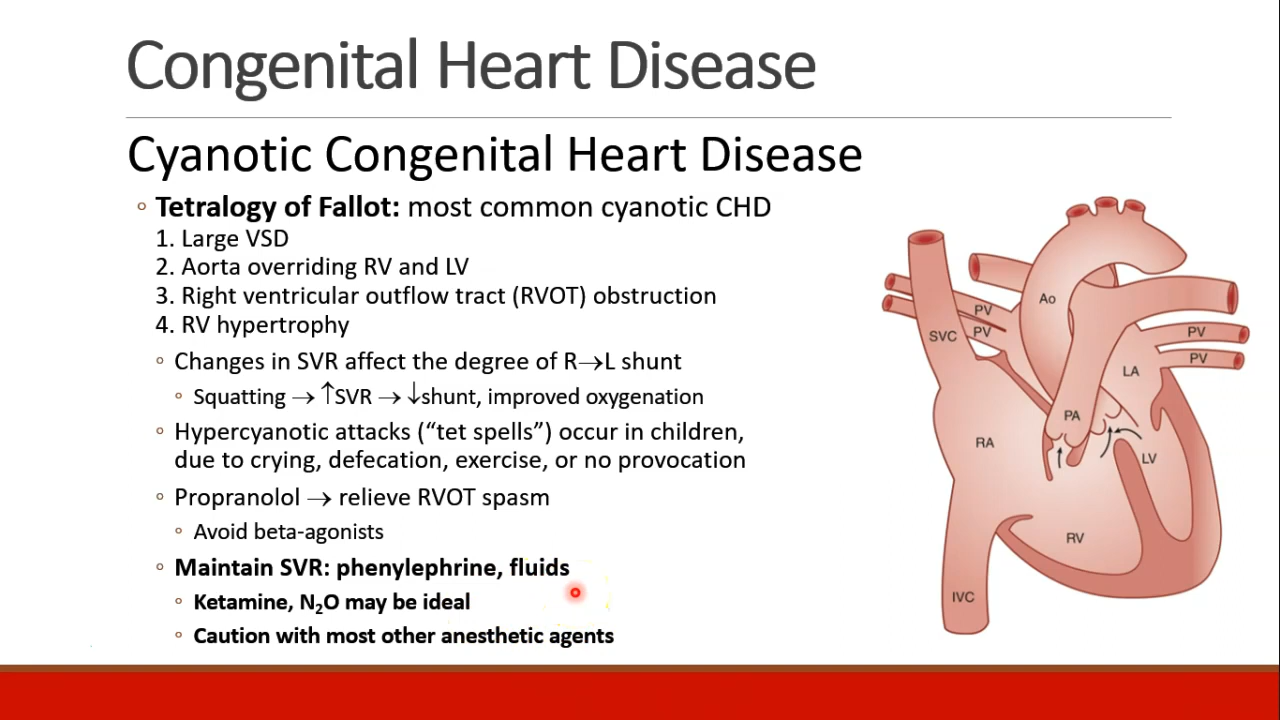 Congenital Heart Disease
Cyanotic Congenital Heart Disease
◦ Tetralogy of Fallot: most common cyanotic CHD
1. Large VSD
2. Aorta overriding RV and LV
3. Right ventricular outflow tract (RVOT) obstruction
4. RV hypertrophy
◦ Changes in SVR affect the degree of R→L shunt
◦ Squatting → ↑SVR → ↓shunt, improved oxygenation
◦ Hypercyanotic attacks (“tet spells”) occur in children,
due to crying, defecation, exercise, or no provocation
◦ Propranolol → relieve RVOT spasm
◦ Avoid beta-agonists
◦ Maintain SVR: phenylephrine, fluids
◦ Ketamine, N₂O may be ideal
◦ Caution with most other anesthetic agents
Ao
PV
PV
SVC
PV
PV
LA
PA
RA
LV
RV
IVC